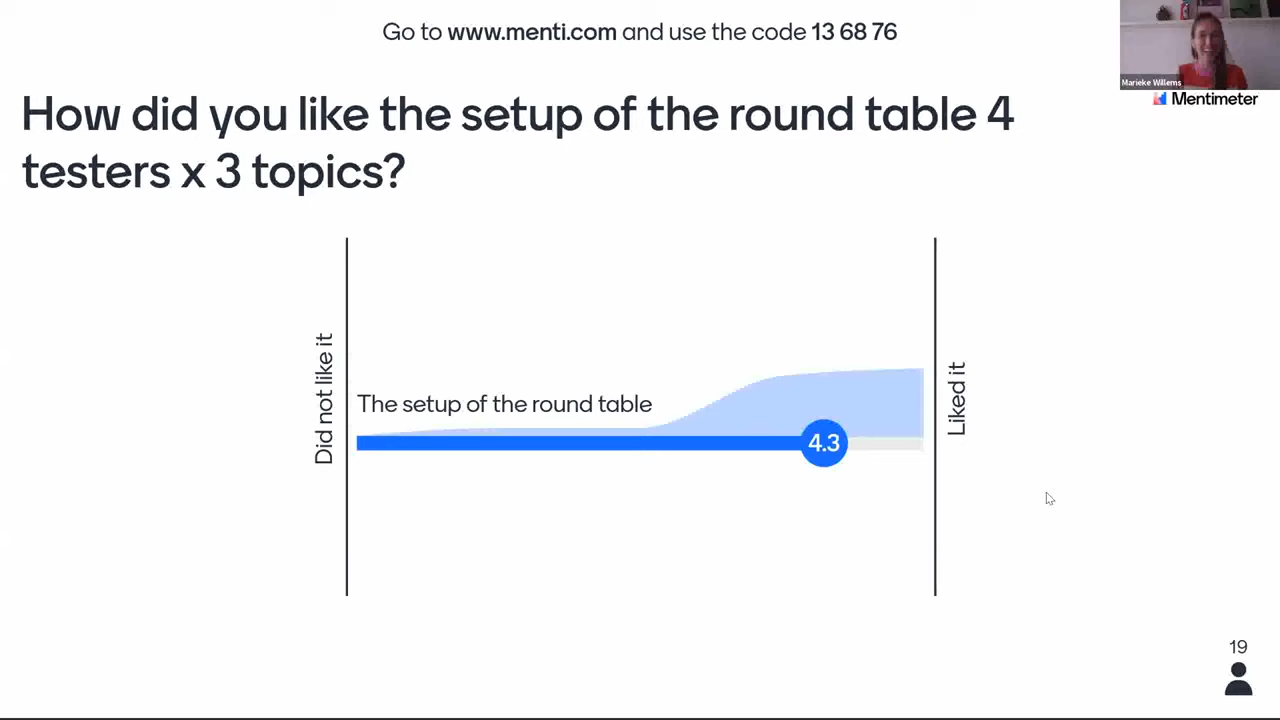 Go to www.menti.com and use the code 13 68 76
Marieke Willems
Mentimeter
How did you like the setup of the round table 4
testers x 3 topics?
Did not like it
The setup of the round table
4.3
Liked it
19